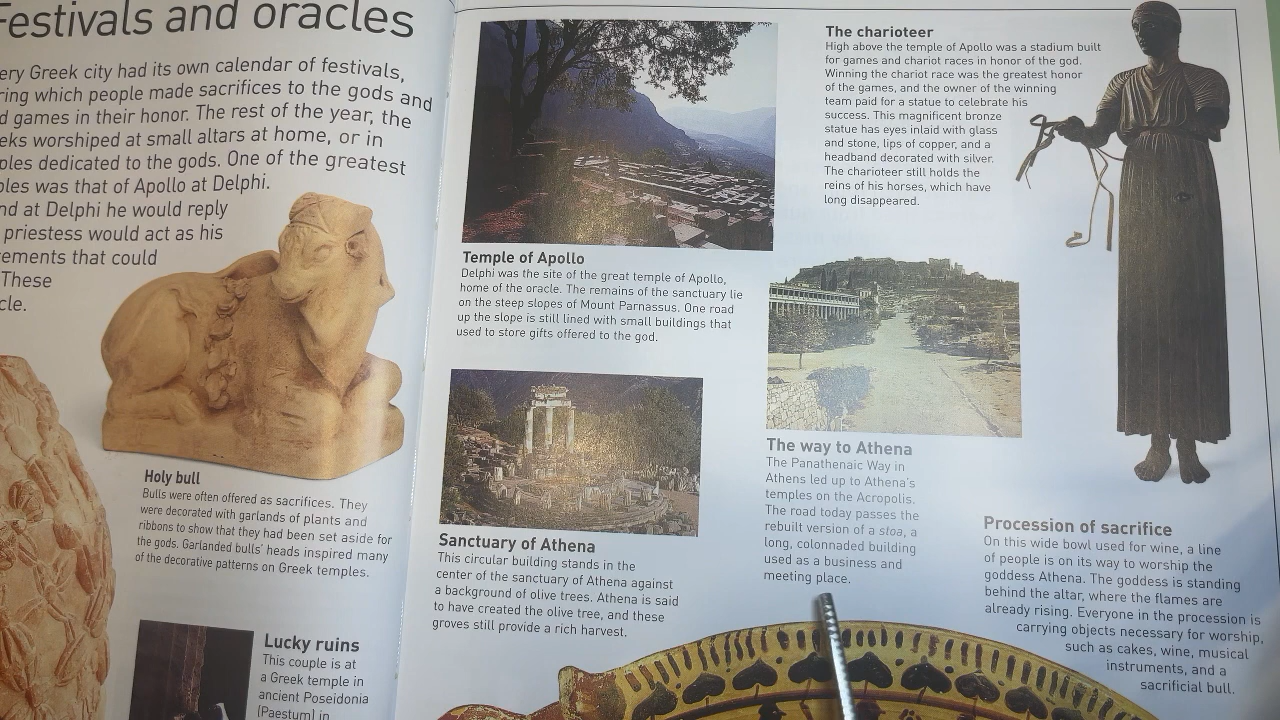 Festivals and oracles
ery Greek city had its own calendar of festivals,
ring which people made sacrifices to the gods and
d games in their honor. The rest of the year, the
eks worshiped at small altars at home, or in
ples dedicated to the gods. One of the greatest
ples was that of Apollo at Delphi.
nd at Delphi he would reply
priestess would act as his
ements that could
These
cle.
Holy bull
Bulls were often offered as sacrifices. They
were decorated with garlands of plants and
ribbons to show that they had been set aside for
the gods. Garlanded bulls' heads inspired many
of the decorative patterns on Greek temples.
Lucky ruins
This couple is at
a Greek temple in
ancient Poseidonia
(Paestum) in
Temple of Apollo
Delphi was the site of the great temple of Apollo,
home of the oracle. The remains of the sanctuary lie
on the steep slopes of Mount Parnassus. One road
up the slope is still lined with small buildings that
used to store gifts offered to the god.
Sanctuary of Athena
This circular building stands in the
center of the sanctuary of Athena against
a background of olive trees. Athena is said
to have created the olive tree, and these
groves still provide a rich harvest.
The charioteer
High above the temple of Apollo was a stadium built
for games and chariot races in honor of the god.
Winning the chariot race was the greatest honor
of the games, and the owner of the winning
team paid for a statue to celebrate his
success. This magnificent bronze
statue has eyes inlaid with glass
and stone, lips of copper, and a
headband decorated with silver.
The charioteer still holds the
reins of his horses, which have
long disappeared.
The way to Athena
The Panathenaic Way in
Athens led up to Athena's
temples on the Acropolis.
The road today passes the
rebuilt version of a stoa, a
long, colonnaded building
used as a business and
meeting place.
Procession of sacrifice
On this wide bowl used for wine, a line
of people is on its way to worship the
goddess Athena. The goddess is standing
behind the altar, where the flames are
already rising. Everyone in the procession is
carrying objects necessary for worship,
such as cakes, wine, musical
instruments, and a
sacrificial bull.